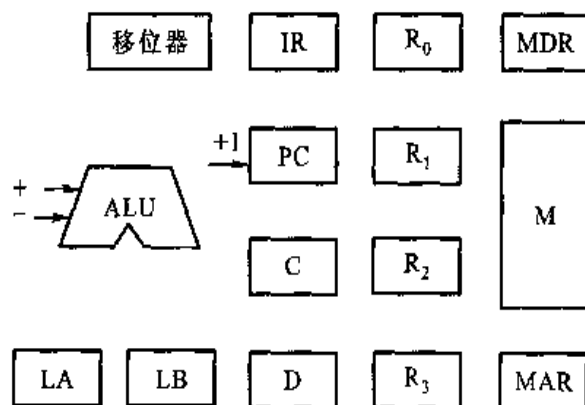 移位器 IR R0 MDR
+1 PC R1
+ ALU M
−
C R2
LA LB D R3 MAR